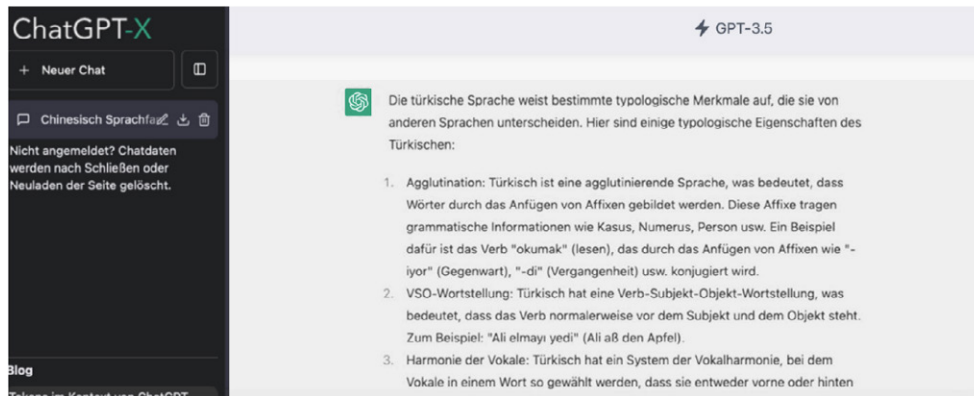 ChatGPT-X
GPT-3.5
+ Neuer Chat
Chinesisch Sprachfa
Nicht angemeldet? Chatdaten
werden nach Schließen oder
Neuladen der Seite gelöscht.
Die türkische Sprache weist bestimmte typologische Merkmale auf, die sie von
anderen Sprachen unterscheiden. Hier sind einige typologische Eigenschaften des
Türkischen:
1. Agglutination: Türkisch ist eine agglutinierende Sprache, was bedeutet, dass
Wörter durch das Anfügen von Affixen gebildet werden. Diese Affixe tragen
grammatische Informationen wie Kasus, Numerus, Person usw. Ein Beispiel
dafür ist das Verb "okumak" (lesen), das durch das Anfügen von Affixen wie "-
iyor" (Gegenwart), "-di" (Vergangenheit) usw. konjugiert wird.
2. VSO-Wortstellung: Türkisch hat eine Verb-Subjekt-Objekt-Wortstellung, was
bedeutet, dass das Verb normalerweise vor dem Subjekt und dem Objekt steht.
Zum Beispiel: "Ali elmayı yedi" (Ali aß den Apfel).
3. Harmonie der Vokale: Türkisch hat ein System der Vokalharmonie, bei dem
Vokale in einem Wort so gewählt werden, dass sie entweder vorne oder hinten
Blog
Tokens im Kontext von ChatGPT